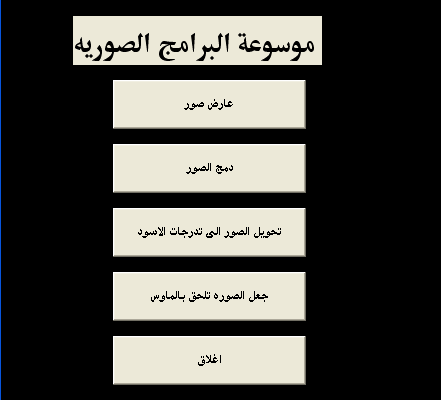 موسوعة البرامج الصوريه
عارض صور
دمج الصور
تحويل الصور الى تدرجات الاسود
جعل الصوره تلحق بالماوس
اغلاق